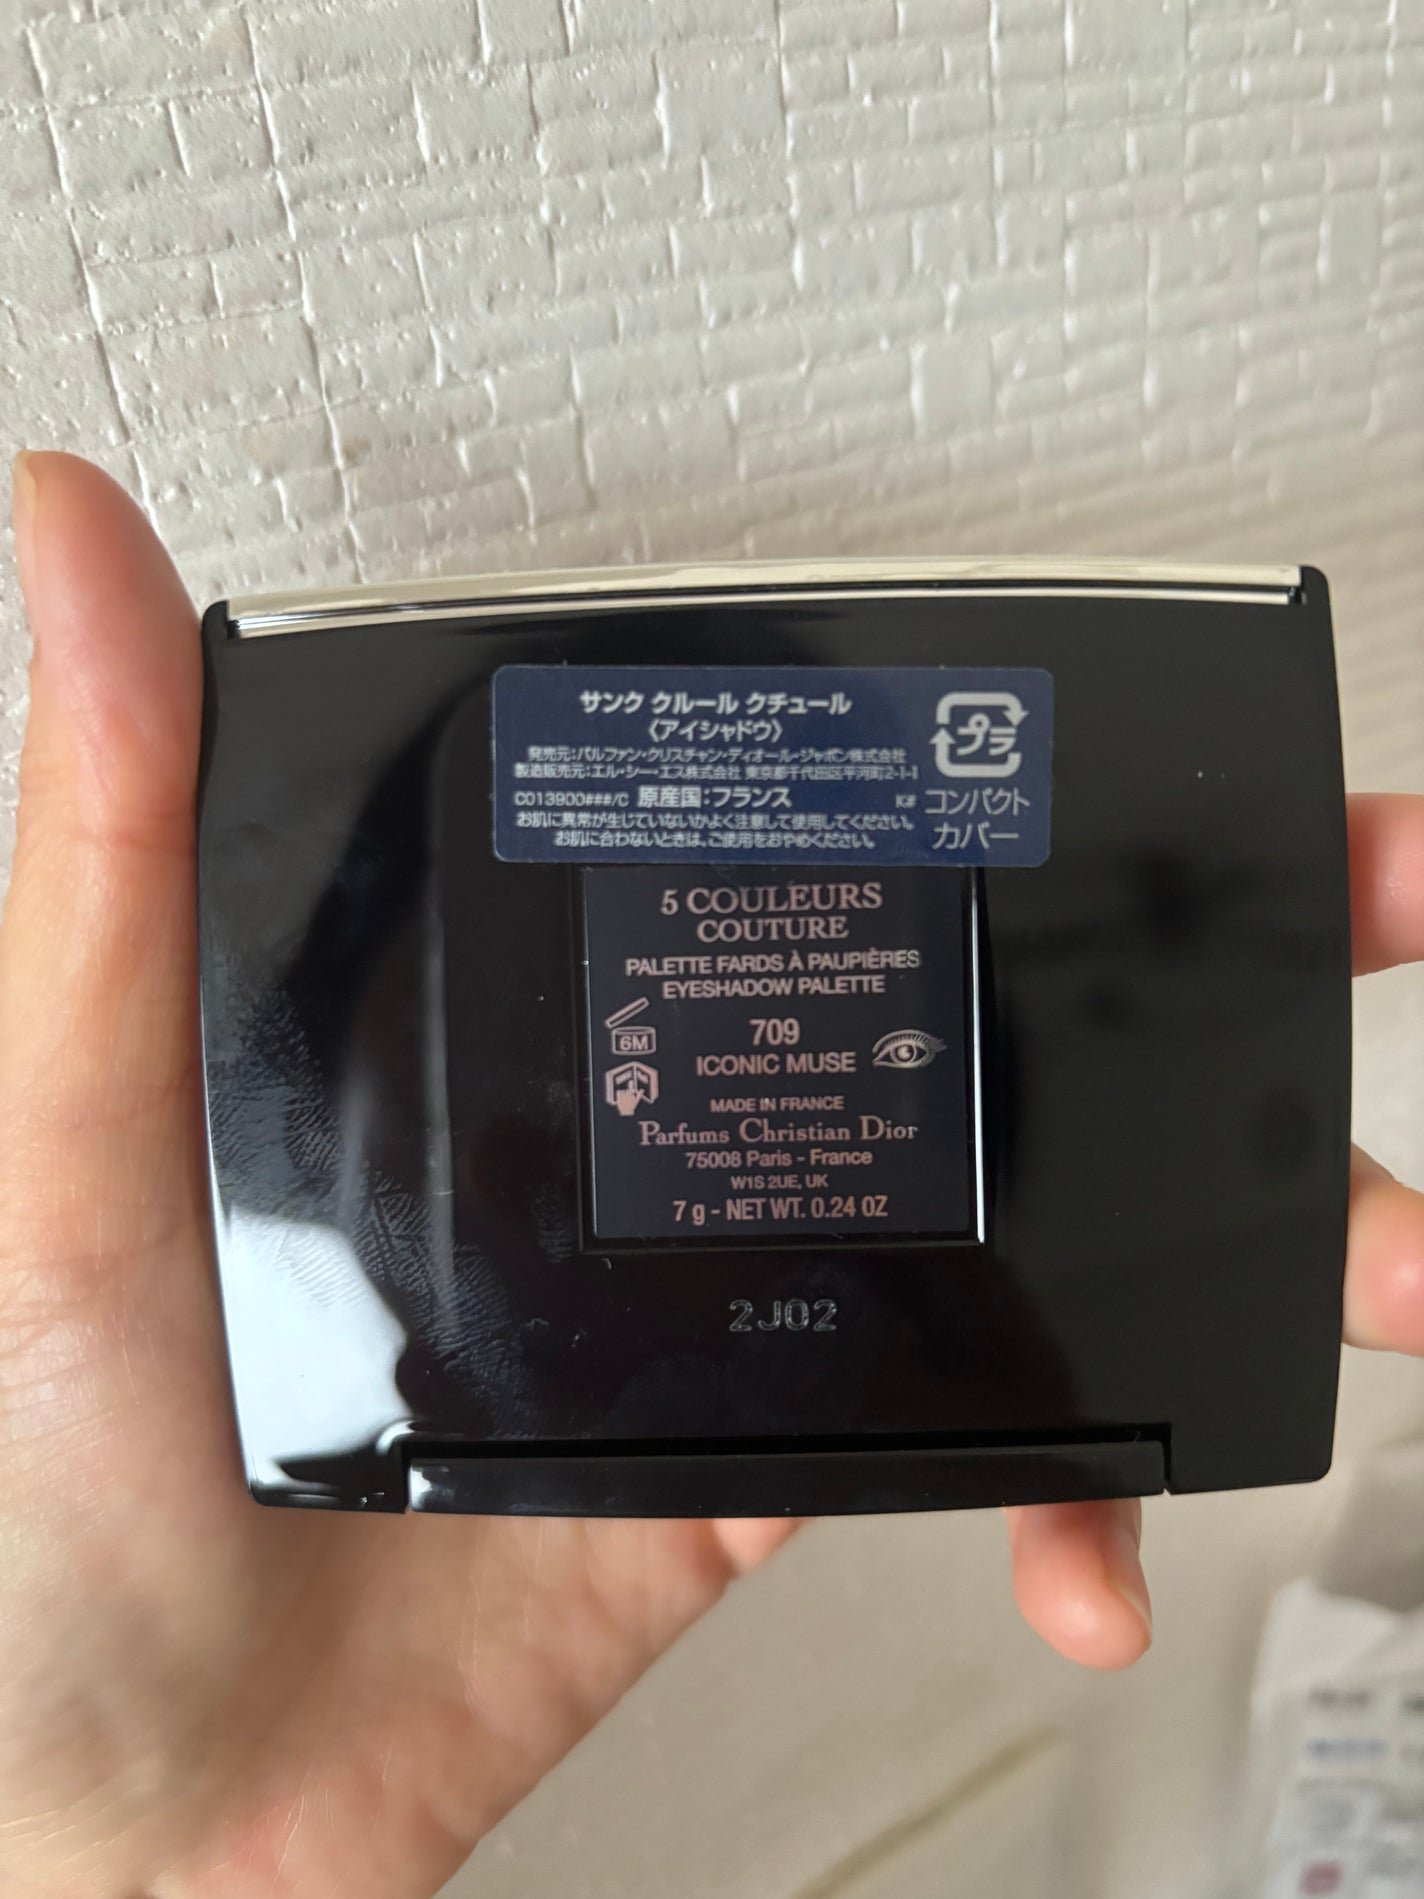 サンク クルール クチュール
〈アイシャドウ〉
発売元:パルファン・クリスチャン・ディオール・ジャポン株式会社
製造販売元:エル・シー・エス株式会社 東京都千代田区平河町2-1-1
C013900###/C 原産国:フランス K#
お肌に異常が生じていないかよく注意して使用してください。
お肌に合わないときは、ご使用をおやめください。
プラ
コンパクト
カバー
5 COULEURS
COUTURE
PALETTE FARDS À PAUPIÈRES
EYESHADOW PALETTE
6M
709
ICONIC MUSE
MADE IN FRANCE
Parfums Christian Dior
75008 Paris - France
W1S 2UE, UK
7 g - NET WT. 0.24 OZ
2J02